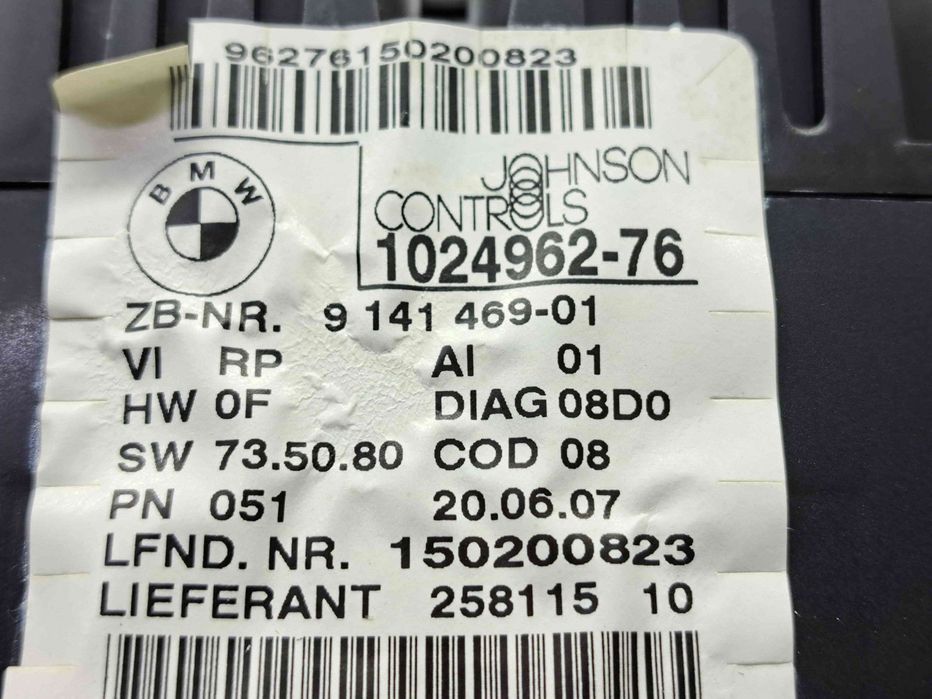 96276150200823
BMW
JOHNSON
CONTROLS
1024962-76
ZB-NR. 9 141 469-01
VI RP AI 01
HW 0F DIAG 08D0
SW 73.50.80 COD 08
PN 051 20.06.07
LFND. NR. 150200823
LIEFERANT 258115 10